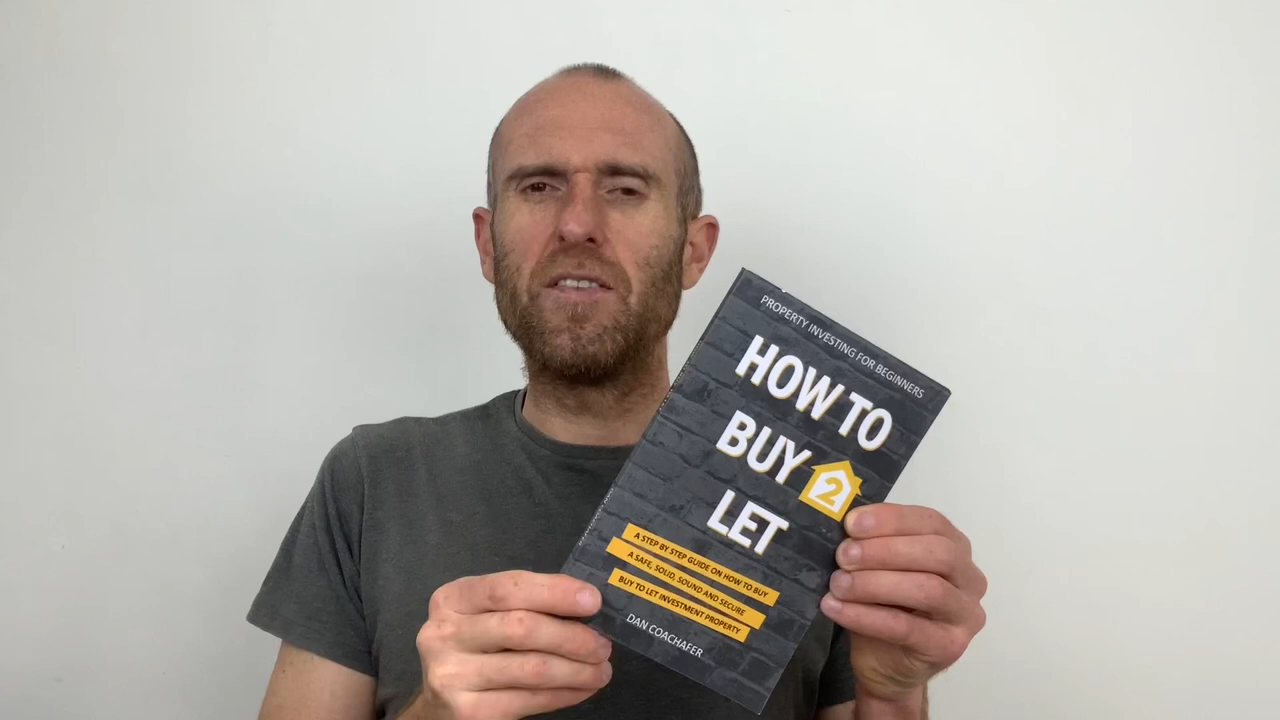 PROPERTY INVESTING FOR BEGINNERS
HOW TO
BUY 2
LET
A STEP BY STEP GUIDE ON HOW TO BUY
A SAFE, SOLID, SOUND AND SECURE
BUY TO LET INVESTMENT PROPERTY
DAN COACHAFER